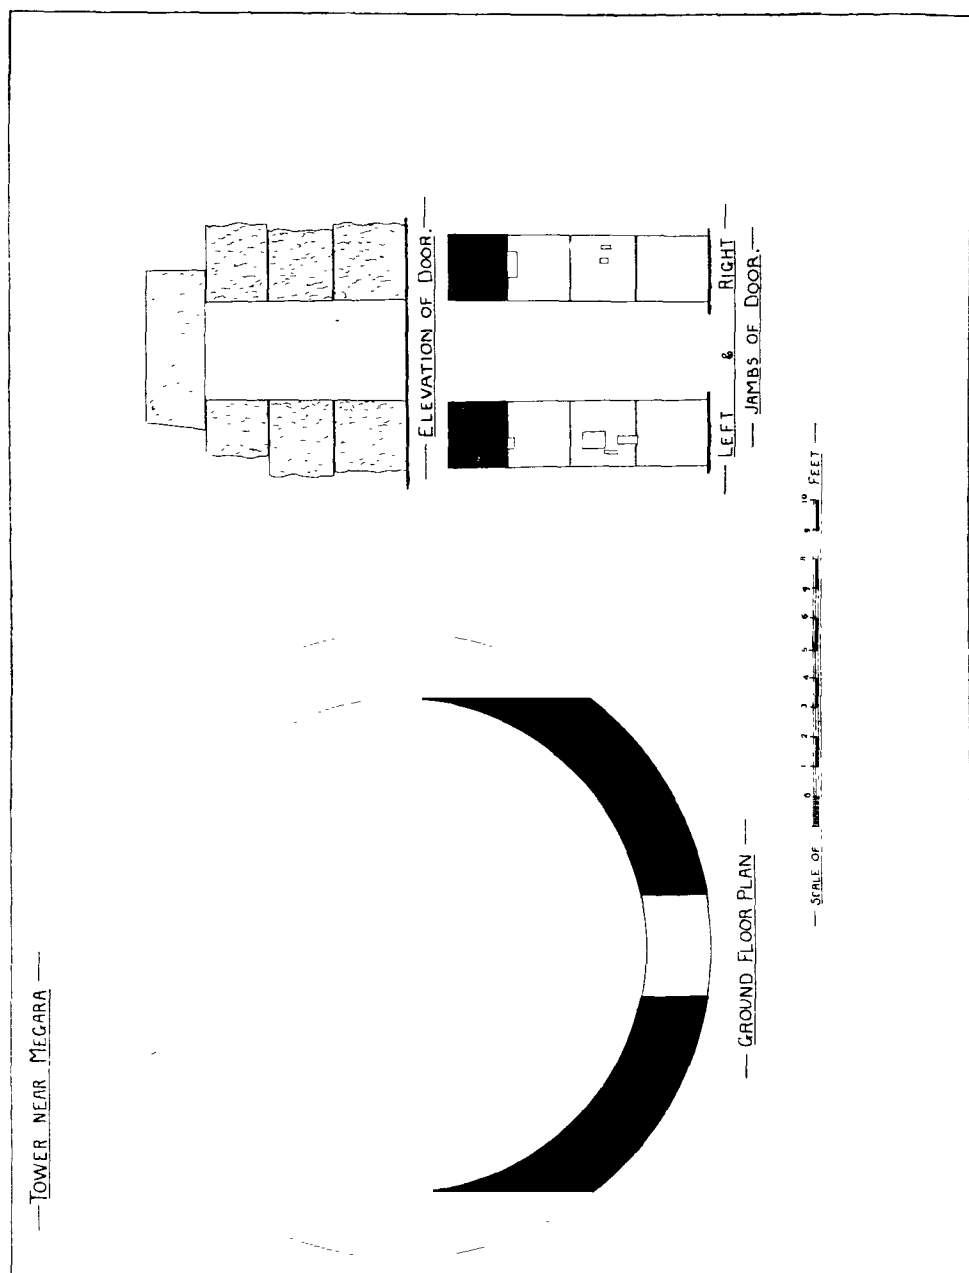 — TOWER NEAR MEGARA —
— ELEVATION OF DOOR. —
— LEFT & RIGHT —
— JAMBS OF DOOR. —
— GROUND FLOOR PLAN —
— SCALE OF 0 1 2 3 4 5 6 9 8 9 10 FEET —